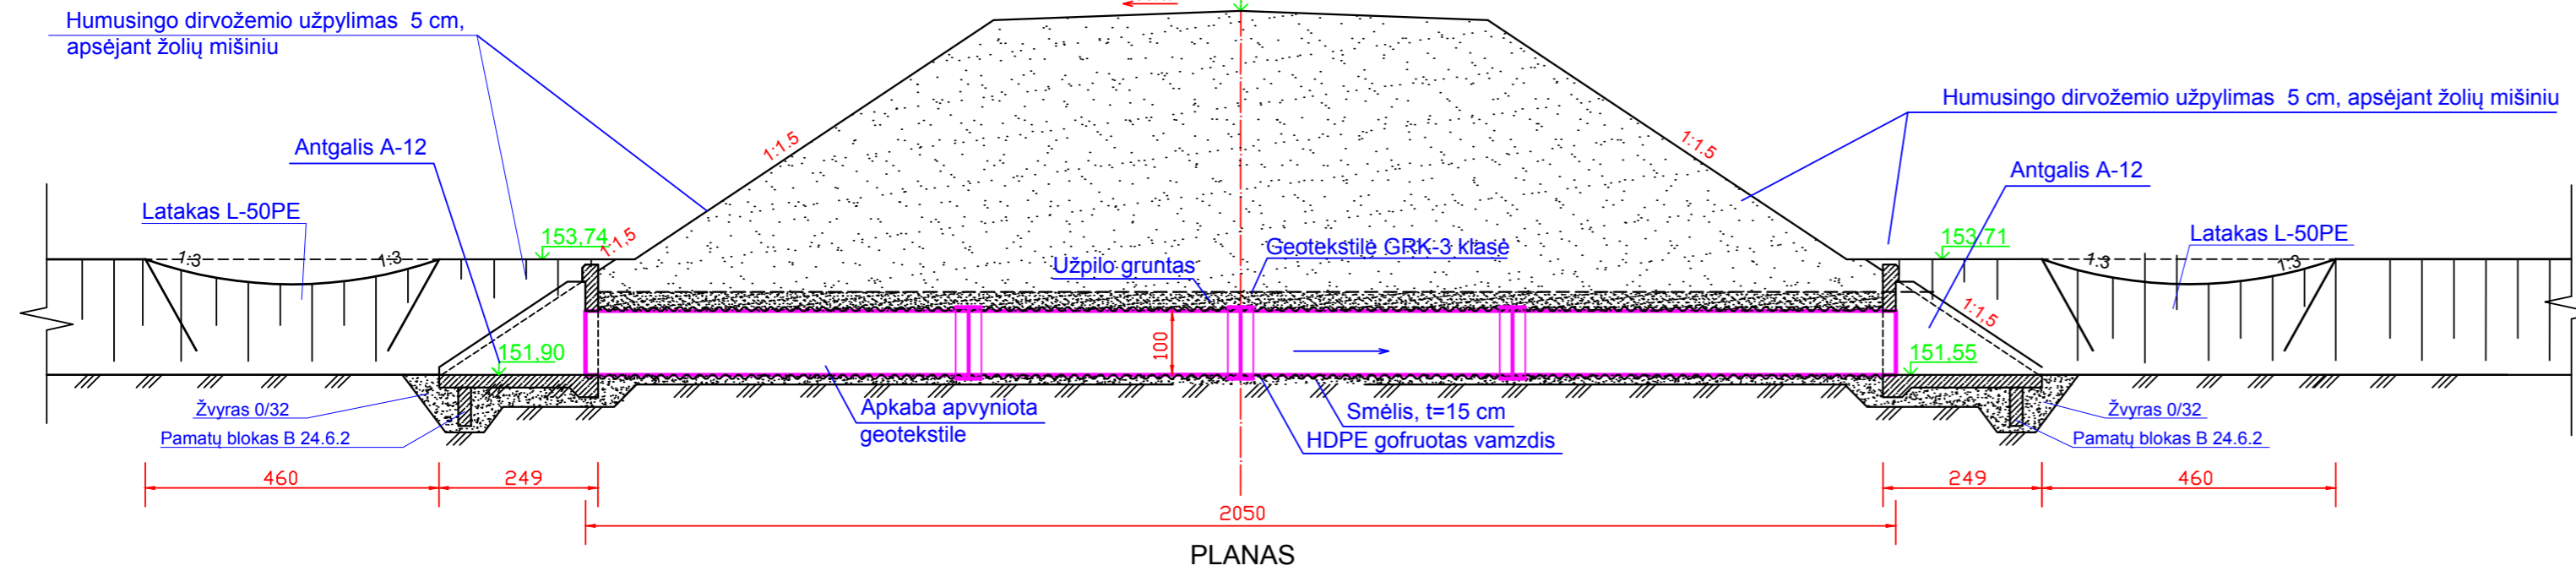 Humusingo dirvožemio užpylimas 5 cm,
apsėjant žolių mišiniu
Humusingo dirvožemio užpylimas 5 cm, apsėjant žolių mišiniu
1:1.5
1:1.5
Antgalis A-12
Antgalis A-12
Latakas L-50PE
Latakas L-50PE
153,74
1:1,5
153,71
Geotekstilė GRK-3 klasė
Užpilo gruntas
1:3
1:3
1:3
1:3
1:1,5
151,90
100
151,55
Apkaba apvyniota
geotekstile
Smėlis, t=15 cm
HDPE gofruotas vamzdis
Žvyras 0/32
Pamatų blokas B 24.6.2
Žvyras 0/32
Pamatų blokas B 24.6.2
460
249
249
460
2050
PLANAS